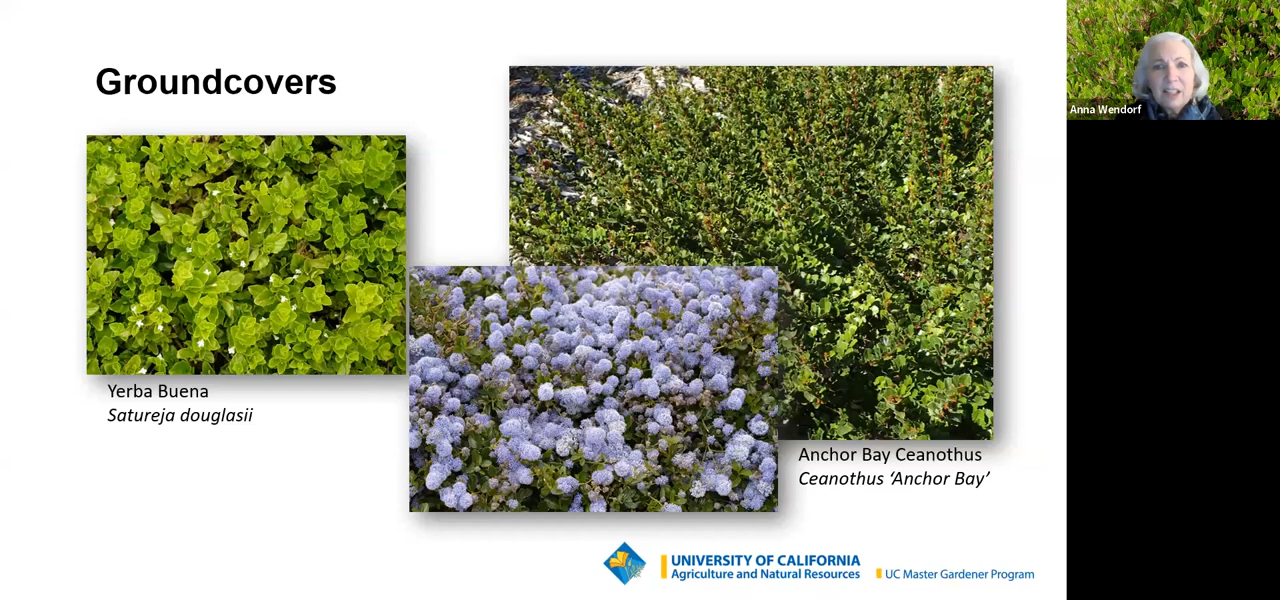 Groundcovers
Anna Wendorf
Yerba Buena
Satureja douglasii
Anchor Bay Ceanothus
Ceanothus ‘Anchor Bay’
UNIVERSITY OF CALIFORNIA
Agriculture and Natural Resources
UC Master Gardener Program